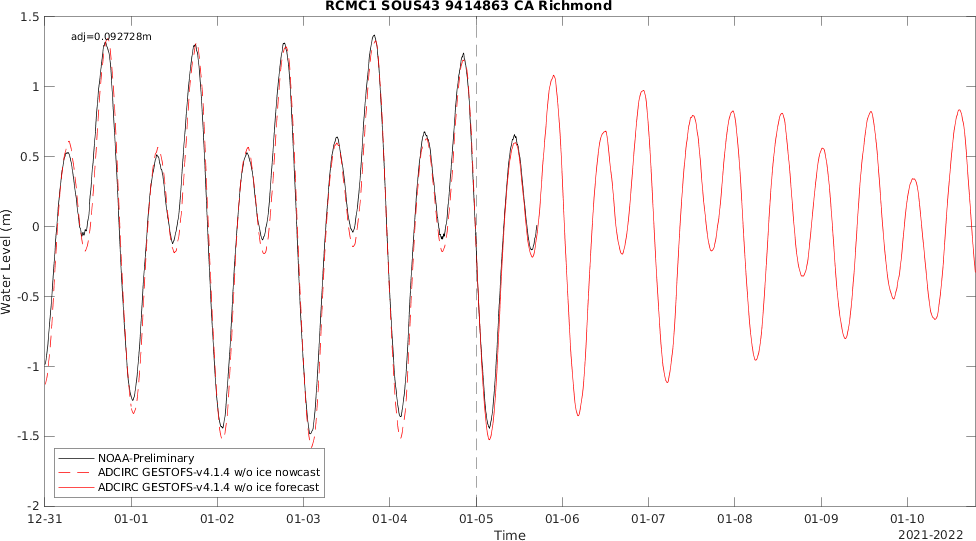 RCMC1 SOUS43 9414863 CA Richmond
adj=0.092728m
1.5
1
0.5
0
-0.5
-1
-1.5
-2
Water Level (m)
NOAA-Preliminary
ADCIRC GESTOFS-v4.1.4 w/o ice nowcast
ADCIRC GESTOFS-v4.1.4 w/o ice forecast
12-31 01-01 01-02 01-03 01-04 01-05 01-06 01-07 01-08 01-09 01-10
Time
2021-2022